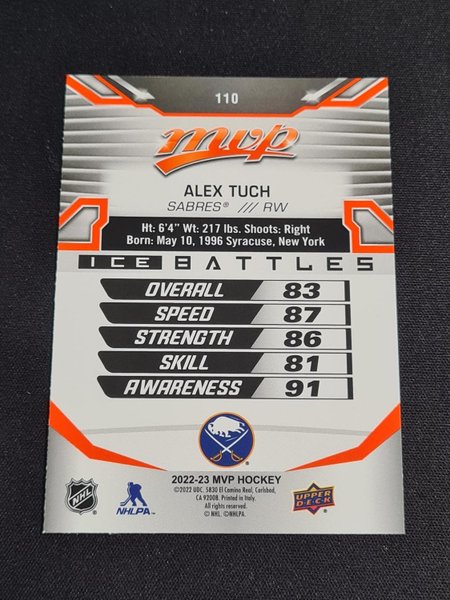 110
mvp
ALEX TUCH
SABRES® /// RW
Ht: 6'4" Wt: 217 lbs. Shoots: Right
Born: May 10, 1996 Syracuse, New York
ICE BATTLES
OVERALL 83
SPEED 87
STRENGTH 86
SKILL 81
AWARENESS 91
2022-23 MVP HOCKEY
©2022 UDC. 5830 El Camino Real, Carlsbad,
CA 92008. Printed in Italy.
All rights reserved.
© NHL. ©NHLPA.
NHL
NHLPA
UPPER
DECK